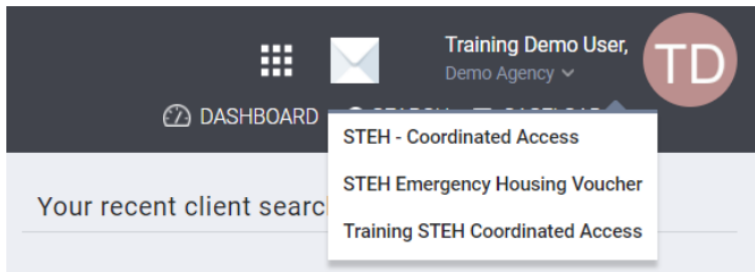 Training Demo User,
Demo Agency
TD
DASHBOARD
STEH - Coordinated Access
STEH Emergency Housing Voucher
Training STEH Coordinated Access
Your recent client searc